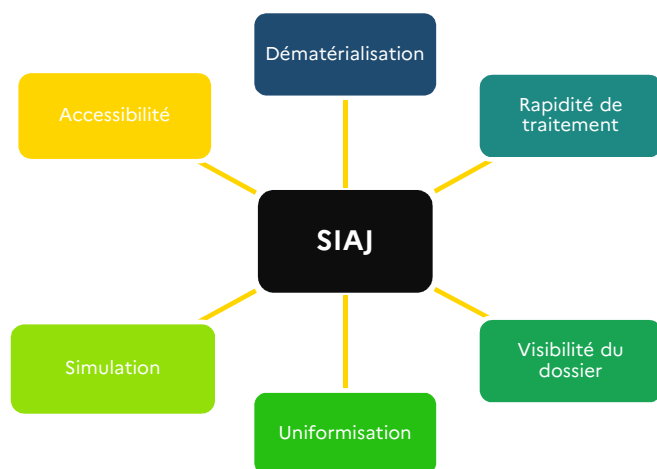 Dématérialisation
Accessibilité
Rapidité de
traitement
SIAJ
Simulation
Visibilité du
dossier
Uniformisation